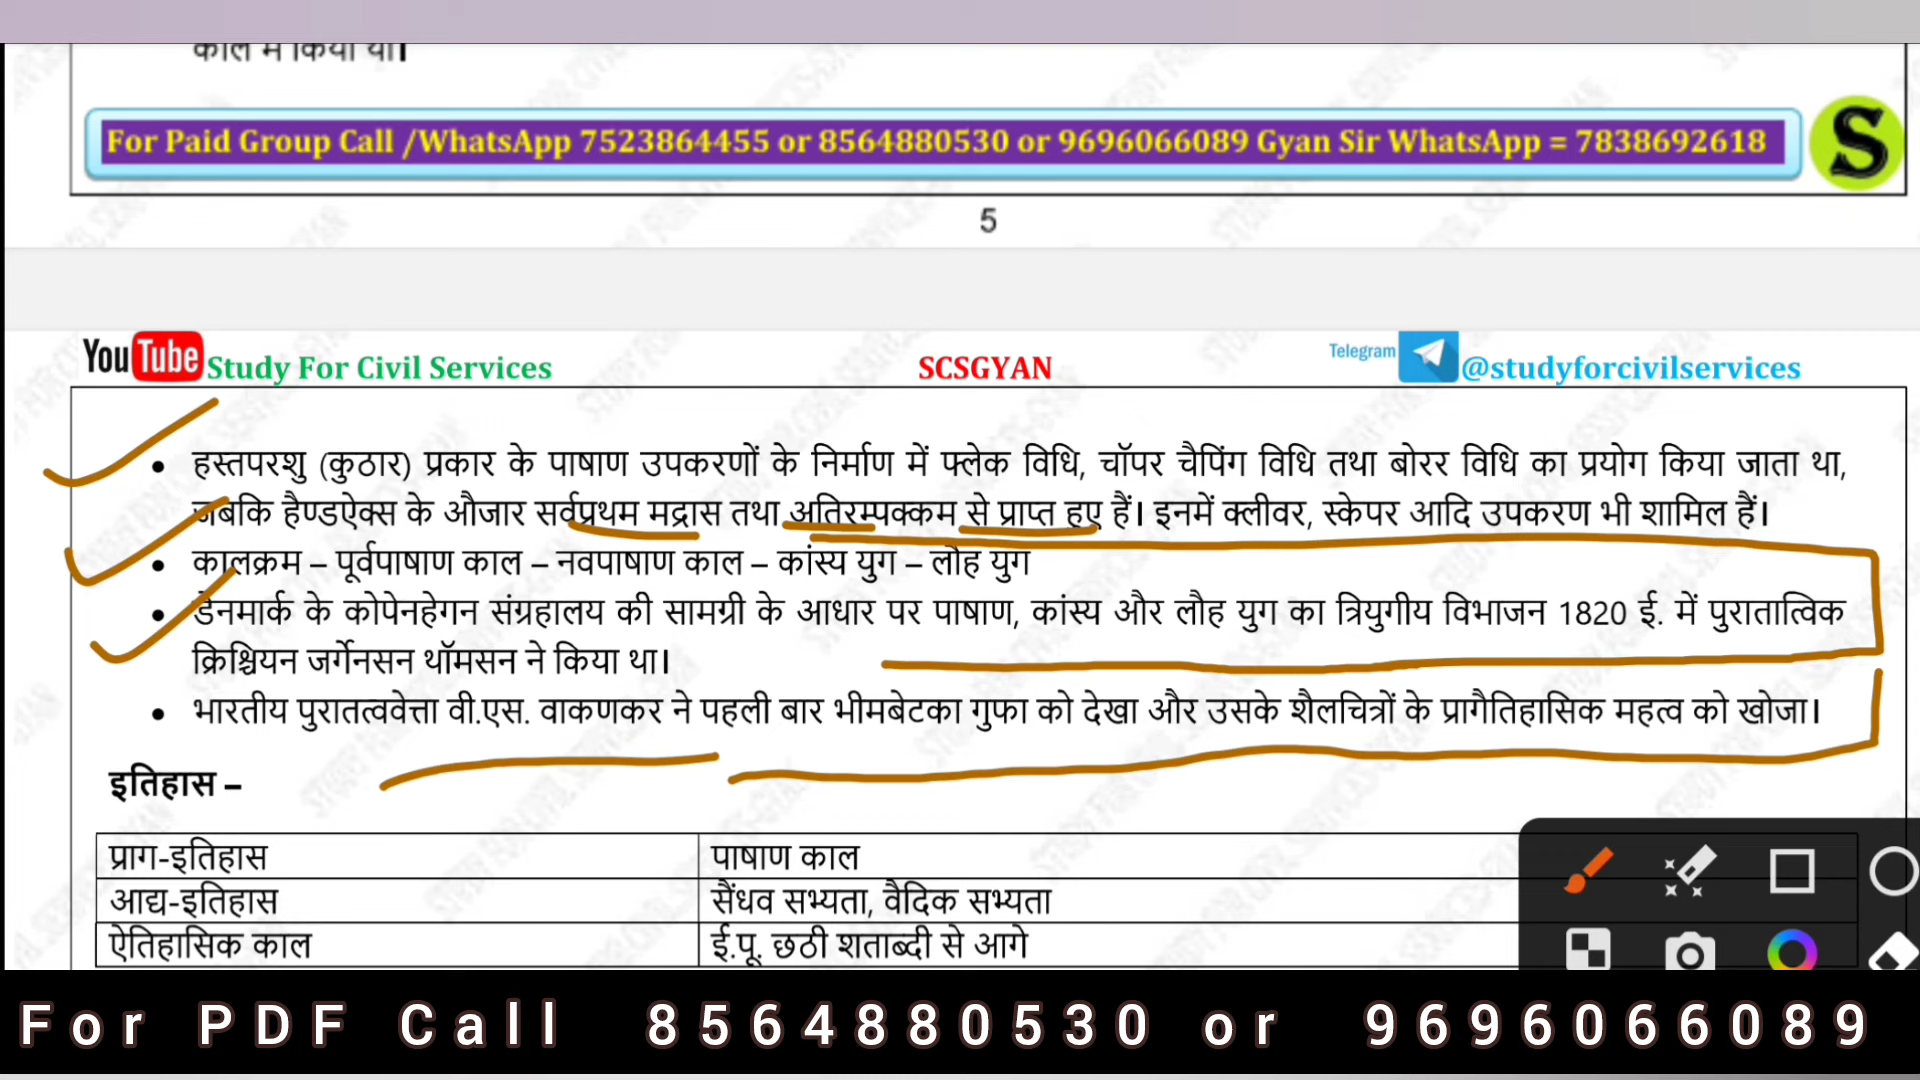 काल में किया था।
For Paid Group Call /WhatsApp 7523864455 or 8564880530 or 9696066089 Gyan Sir WhatsApp = 7838692618
S
5
YouTube Study For Civil Services SCSGYAN Telegram @studyforcivilservices
• हस्तपरशु (कुठार) प्रकार के पाषाण उपकरणों के निर्माण में फ्लेक विधि, चॉपर चैपिंग विधि तथा बोरर विधि का प्रयोग किया जाता था,
जबकि हैण्डऐक्स के औजार सर्वप्रथम मद्रास तथा अतिरम्पक्कम से प्राप्त हुए हैं। इनमें क्लीवर, स्केपर आदि उपकरण भी शामिल हैं।
• कालक्रम – पूर्वपाषाण काल – नवपाषाण काल – कांस्य युग – लौह युग
• डेनमार्क के कोपेनहेगन संग्रहालय की सामग्री के आधार पर पाषाण, कांस्य और लौह युग का त्रियुगीय विभाजन 1820 ई. में पुरातात्विक
क्रिश्चियन जर्गेनसन थॉमसन ने किया था।
• भारतीय पुरातत्ववेत्ता वी.एस. वाकणकर ने पहली बार भीमबेटका गुफा को देखा और उसके शैलचित्रों के प्रागैतिहासिक महत्व को खोजा।
इतिहास –
प्राग-इतिहास पाषाण काल
आद्य-इतिहास सैंधव सभ्यता, वैदिक सभ्यता
ऐतिहासिक काल ई.पू. छठी शताब्दी से आगे
For PDF Call 8564880530 or 9696066089